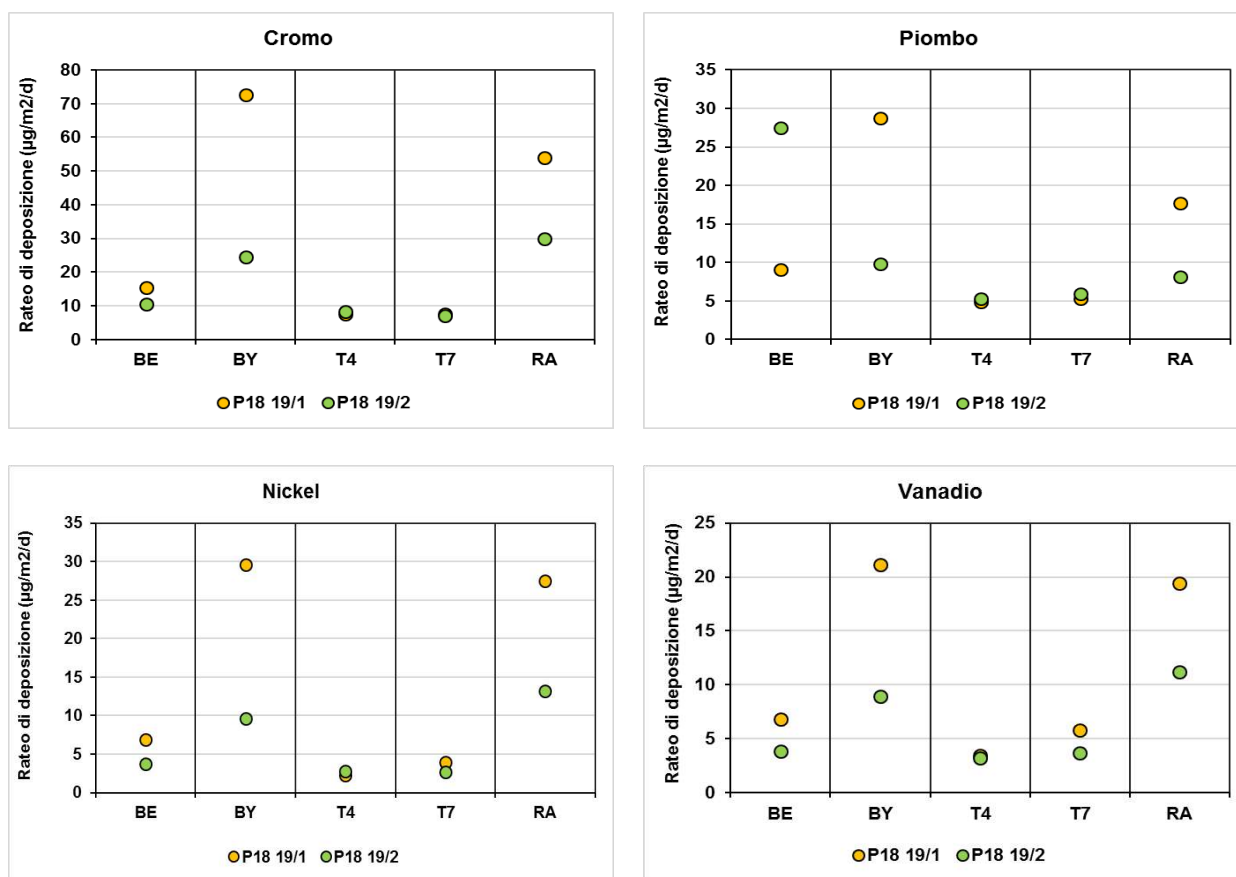 Cromo
Rateo di deposizione (µg/m2/d)
80
70
60
50
40
30
20
10
0
BE BY T4 T7 RA
P18 19/1 P18 19/2
Piombo
Rateo di deposizione (µg/m2/d)
35
30
25
20
15
10
5
0
BE BY T4 T7 RA
P18 19/1 P18 19/2
Nickel
Rateo di deposizione (µg/m2/d)
35
30
25
20
15
10
5
0
BE BY T4 T7 RA
P18 19/1 P18 19/2
Vanadio
Rateo di deposizione (µg/m2/d)
25
20
15
10
5
0
BE BY T4 T7 RA
P18 19/1 P18 19/2